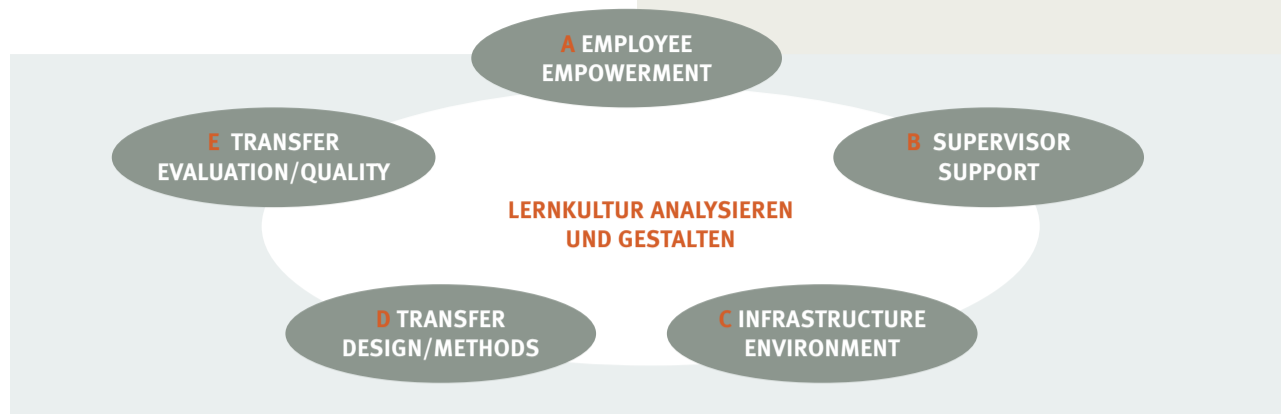 A EMPLOYEE
EMPOWERMENT
E TRANSFER
EVALUATION/QUALITY
B SUPERVISOR
SUPPORT
LERNKULTUR ANALYSIEREN
UND GESTALTEN
D TRANSFER
DESIGN/METHODS
C INFRASTRUCTURE
ENVIRONMENT